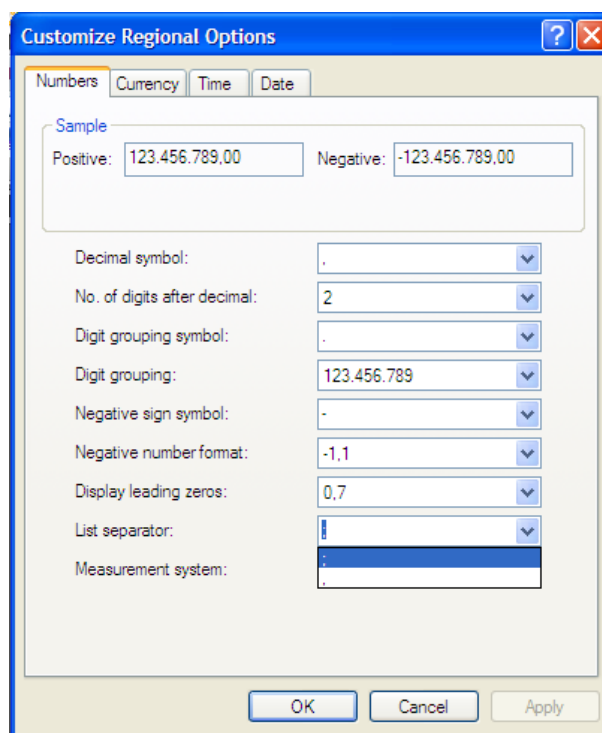 Customize Regional Options
Numbers Currency Time Date
Sample
Positive: 123.456.789,00 Negative: -123.456.789,00
Decimal symbol: ,
No. of digits after decimal: 2
Digit grouping symbol: .
Digit grouping: 123.456.789
Negative sign symbol: -
Negative number format: -1,1
Display leading zeros: 0,7
List separator: ;
;
Measurement system:
,
OK Cancel Apply